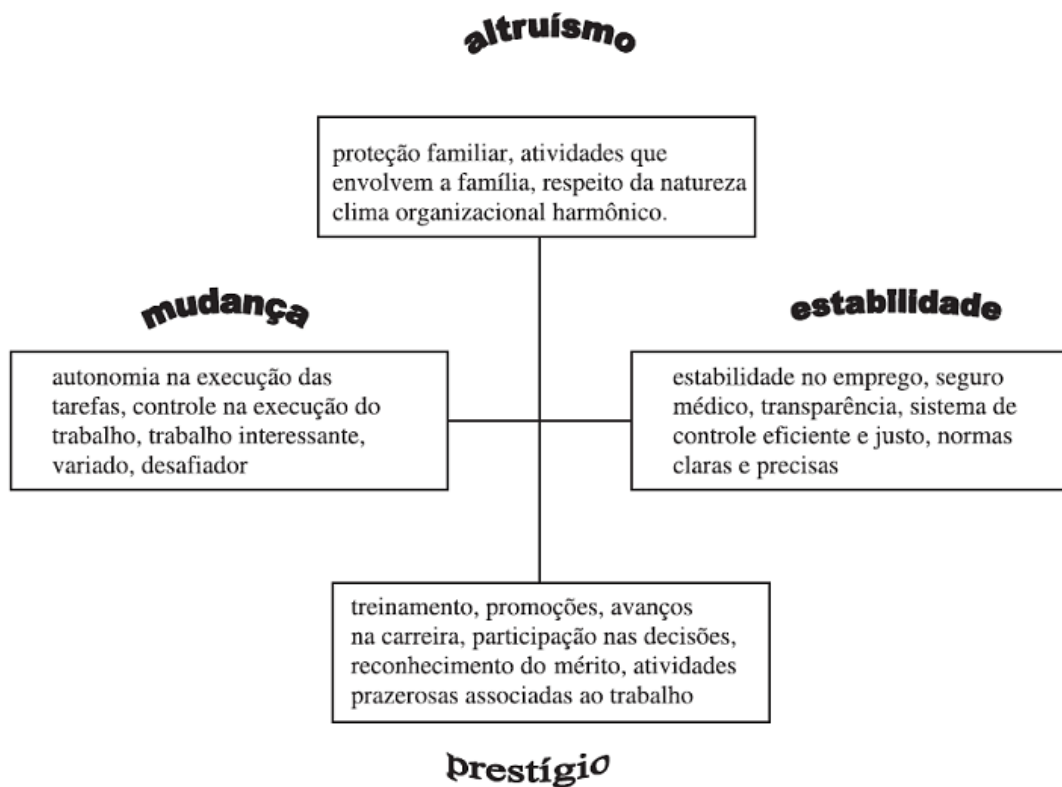 altruísmo
proteção familiar, atividades que
envolvem a família, respeito da natureza
clima organizacional harmônico.
mudança
autonomia na execução das
tarefas, controle na execução do
trabalho, trabalho interessante,
variado, desafiador
estabilidade
estabilidade no emprego, seguro
médico, transparência, sistema de
controle eficiente e justo, normas
claras e precisas
treinamento, promoções, avanços
na carreira, participação nas decisões,
reconhecimento do mérito, atividades
prazerosas associadas ao trabalho
prestígio